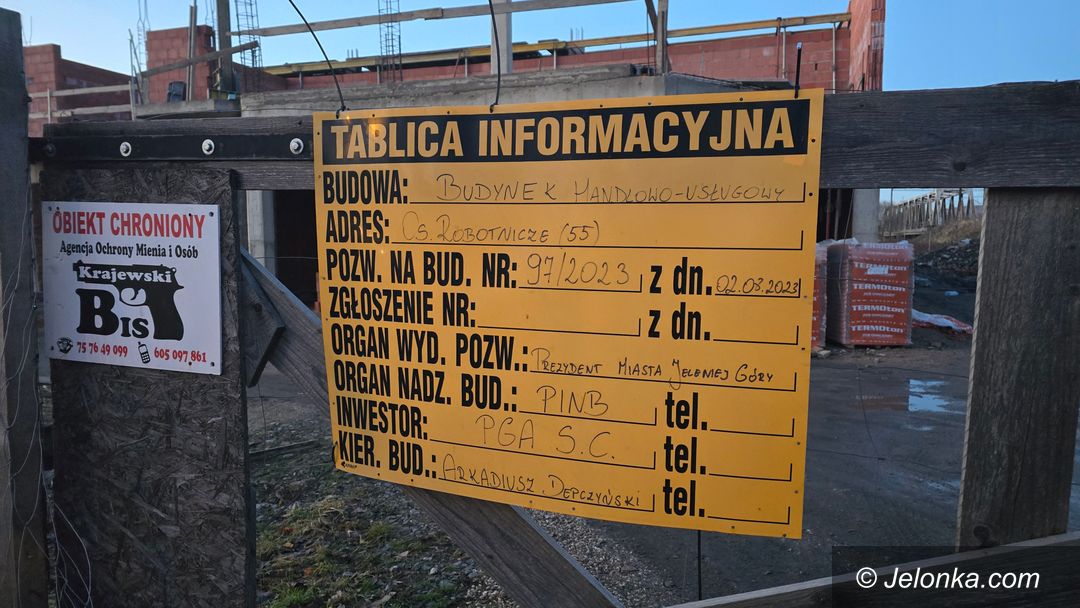 TABLICA INFORMACYJNA
BUDOWA: BUDYNEK HANDLOWO-USŁUGOWY
ADRES: OS. ROBOTNICZE (55)
POZW. NA BUD. NR: 97/2023 z dn. 02.08.2023
ZGŁOSZENIE NR: z dn.
ORGAN WYD. POZW.: PREZYDENT MIASTA JELENIEJ GÓRY
ORGAN NADZ. BUD.: PINB tel.
INWESTOR: PGA S.C. tel.
KIER. BUD.: ARKADIUSZ DEPCZYŃSKI tel.
OBIEKT CHRONIONY
Agencja Ochrony Mienia i Osób
Krajewski
BIS
75 76 49 099 605 097 861
TERMOton
TERMOton
TERMOton
TERMOton
© Jelonka.com